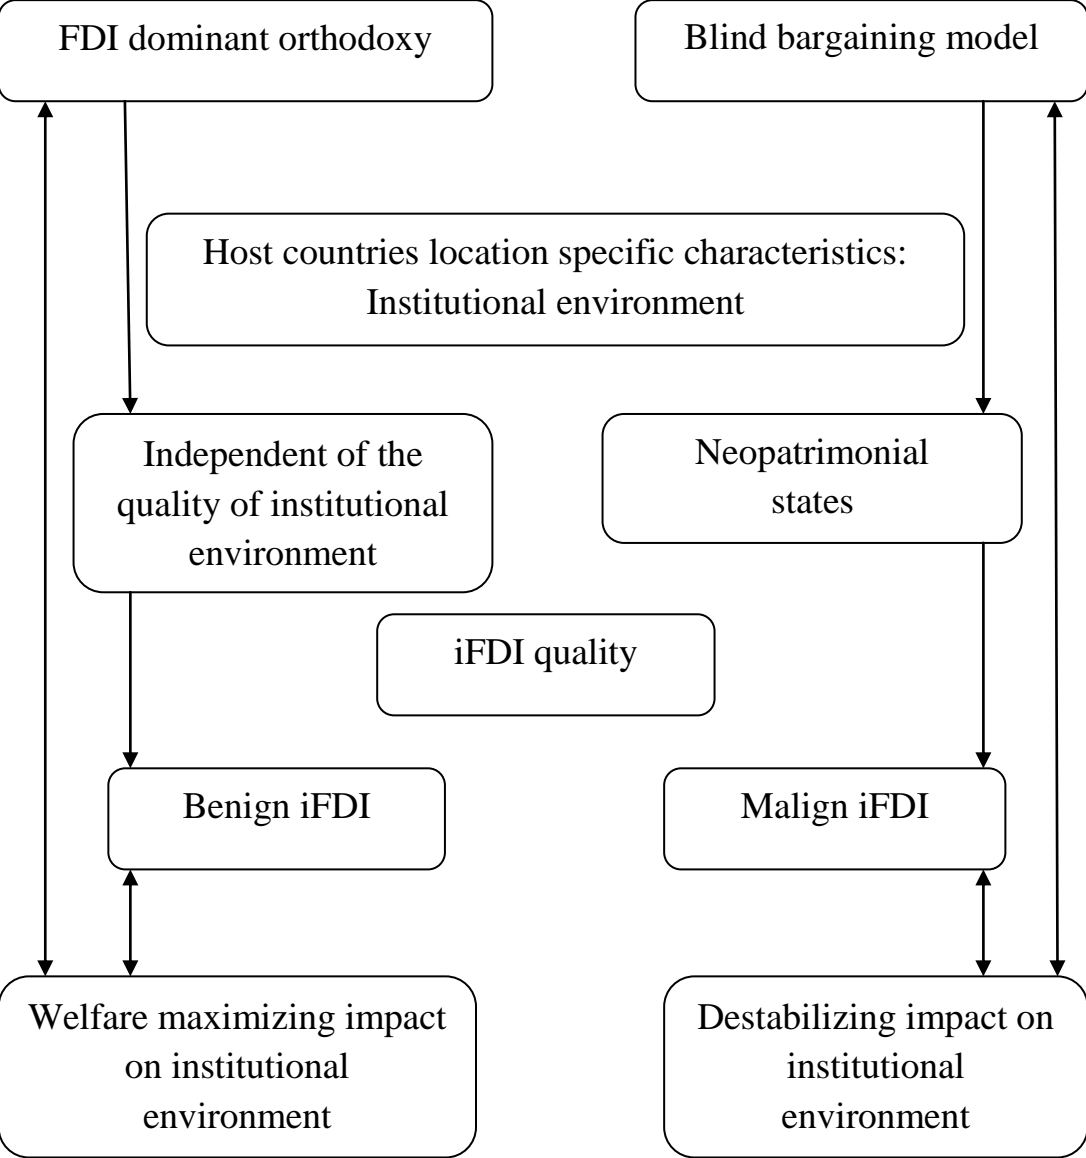 FDI dominant orthodoxy
Blind bargaining model
Host countries location specific characteristics:
Institutional environment
Independent of the
quality of institutional
environment
Neopatrimonial
states
iFDI quality
Benign iFDI
Malign iFDI
Welfare maximizing impact
on institutional
environment
Destabilizing impact on
institutional
environment